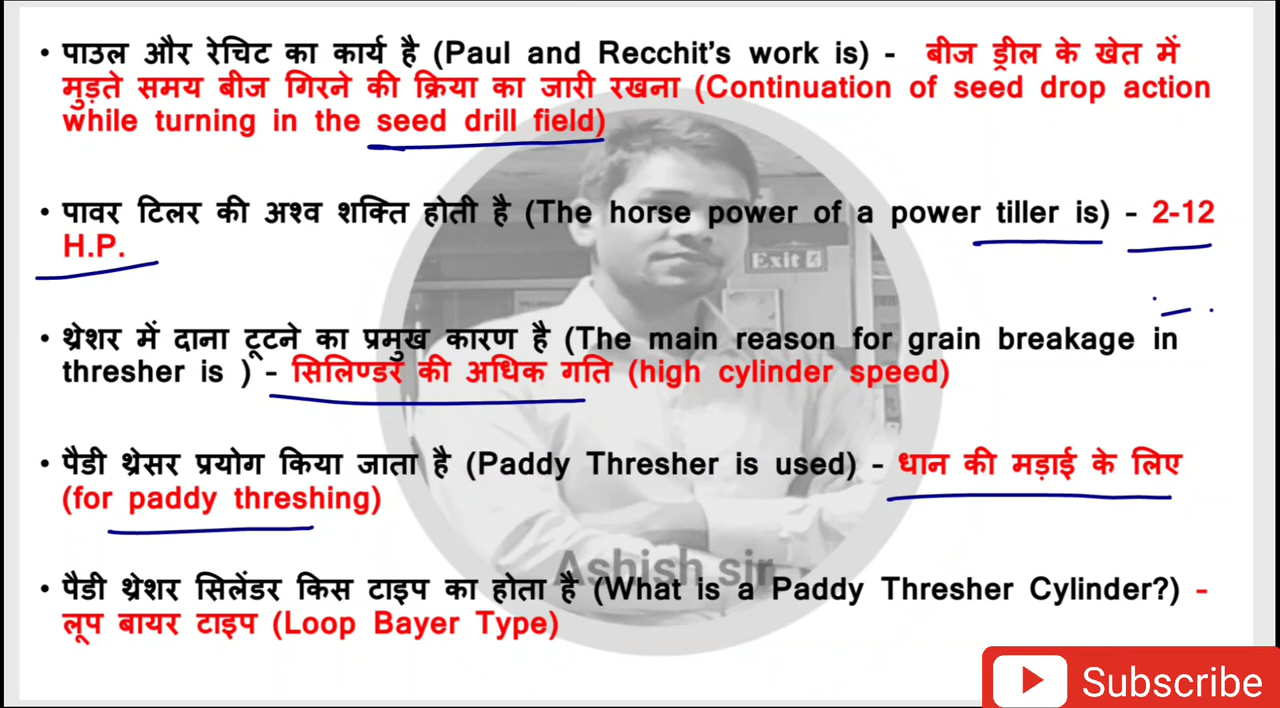 • पाउल और रेचिट का कार्य है (Paul and Recchit's work is) - बीज ड्रील के खेत में
मुड़ते समय बीज गिरने की क्रिया का जारी रखना (Continuation of seed drop action
while turning in the seed drill field)
• पावर टिलर की अश्व शक्ति होती है (The horse power of a power tiller is) - 2-12
H.P.
Exit
• थ्रेशर में दाना टूटने का प्रमुख कारण है (The main reason for grain breakage in
thresher is ) - सिलिण्डर की अधिक गति (high cylinder speed)
• पैडी थ्रेसर प्रयोग किया जाता है (Paddy Thresher is used) - धान की मड़ाई के लिए
(for paddy threshing)
Ashish sir
• पैडी थ्रेशर सिलेंडर किस टाइप का होता है (What is a Paddy Thresher Cylinder?) -
लूप बायर टाइप (Loop Bayer Type)
Subscribe